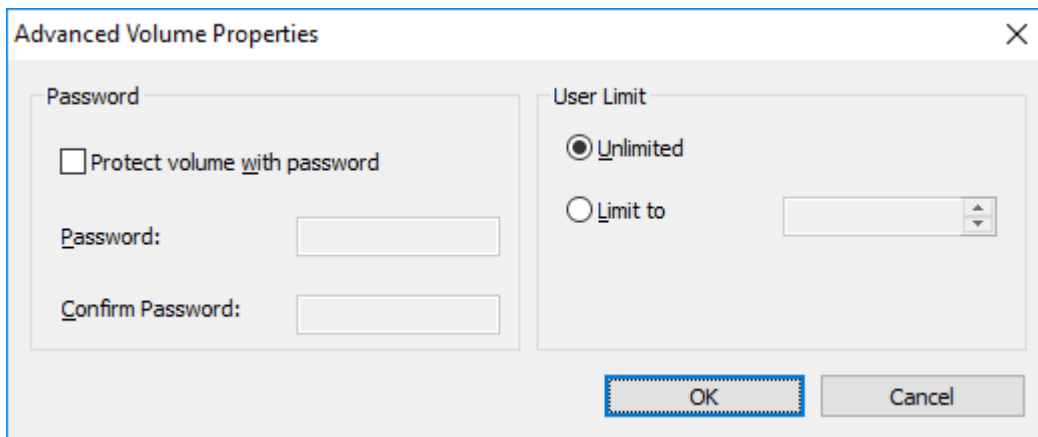 Advanced Volume Properties
Password
Protect volume with password
Password:
Confirm Password:
User Limit
Unlimited
Limit to
OK
Cancel